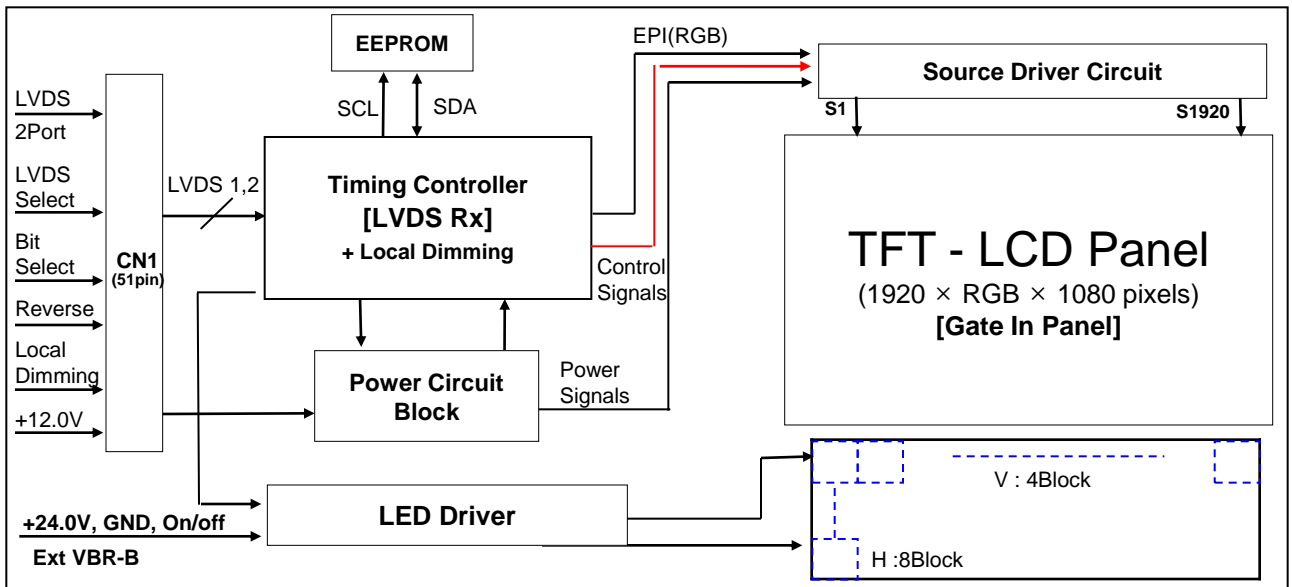 EEPROM
SCL
SDA
EPI(RGB)
Source Driver Circuit
S1
S1920
LVDS
2Port
LVDS
Select
Bit
Select
Reverse
Local
Dimming
+12.0V
CN1
(51pin)
LVDS 1,2
Timing Controller
[LVDS Rx]
+ Local Dimming
Control
Signals
Power Circuit
Block
Power
Signals
TFT - LCD Panel
(1920 × RGB × 1080 pixels)
[Gate In Panel]
+24.0V, GND, On/off
Ext VBR-B
LED Driver
V : 4Block
H :8Block